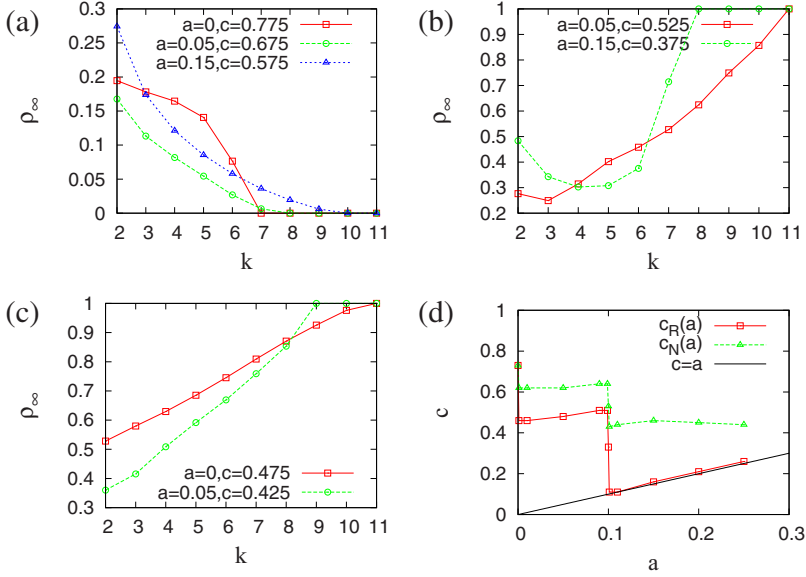 (a)
a=0,c=0.775
a=0.05,c=0.675
a=0.15,c=0.575
0.3
0.25
0.2
0.15
0.1
0.05
0
ρ∞
2 3 4 5 6 7 8 9 10 11
k
(b)
a=0.05,c=0.525
a=0.15,c=0.375
1
0.9
0.8
0.7
0.6
0.5
0.4
0.3
0.2
ρ∞
2 3 4 5 6 7 8 9 10 11
k
(c)
1
0.9
0.8
0.7
0.6
0.5
0.4
0.3
ρ∞
a=0,c=0.475
a=0.05,c=0.425
2 3 4 5 6 7 8 9 10 11
k
(d)
cR(a)
cN(a)
c=a
1
0.8
0.6
0.4
0.2
0
c
0 0.1 0.2 0.3
a